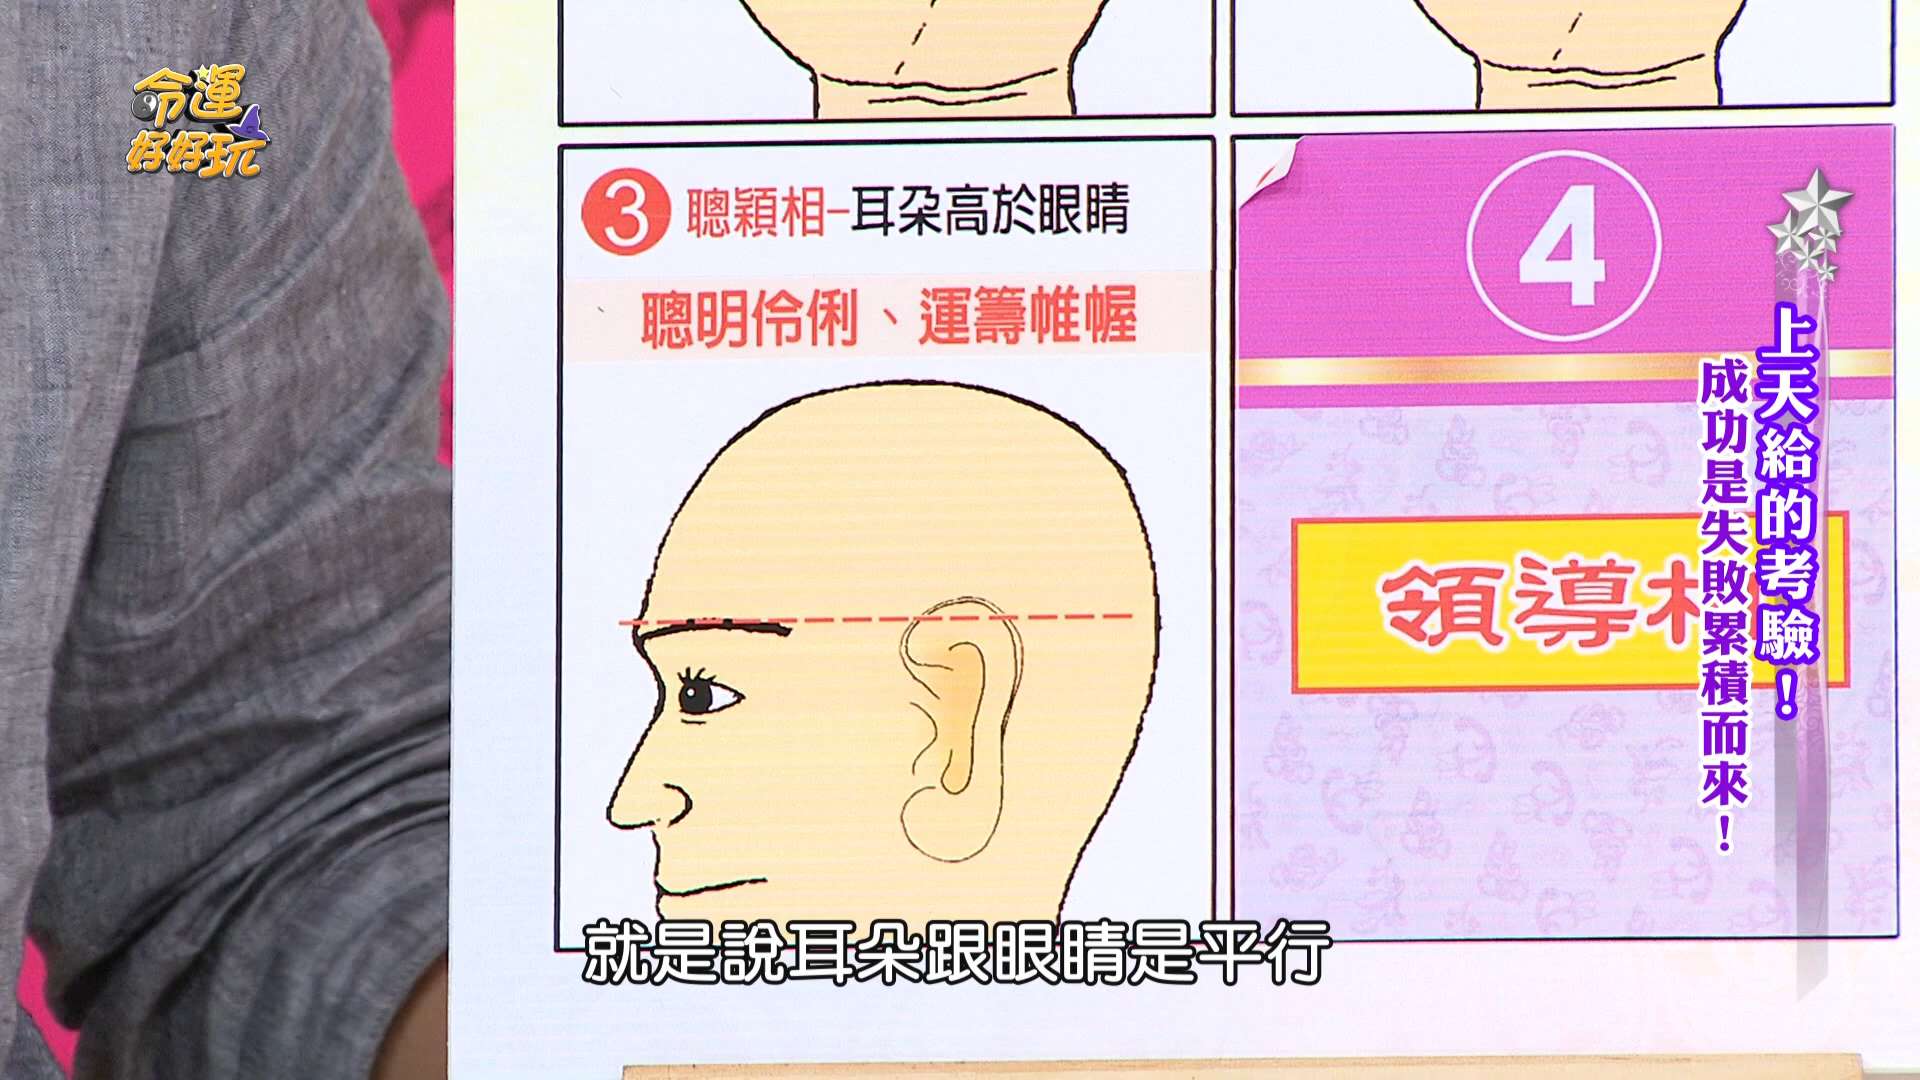 命運
好好玩
3 聰穎相-耳朵高於眼睛
聰明伶俐、運籌帷幄
4
領導
上天給的考驗!
成功是失敗累積而來!
就是說耳朵跟眼睛是平行